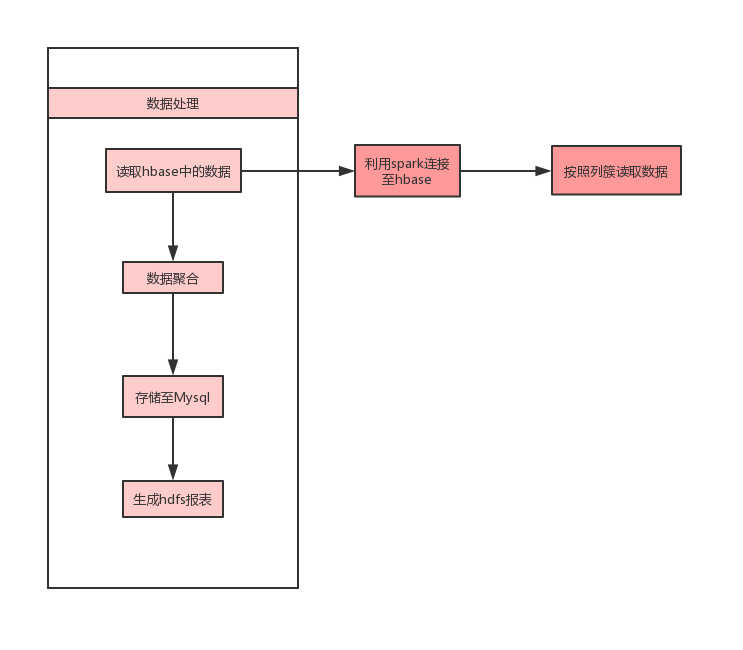 数据处理
读取hbase中的数据
利用spark连接
至hbase
按照列簇读取数据
数据聚合
存储至Mysql
生成hdfs报表